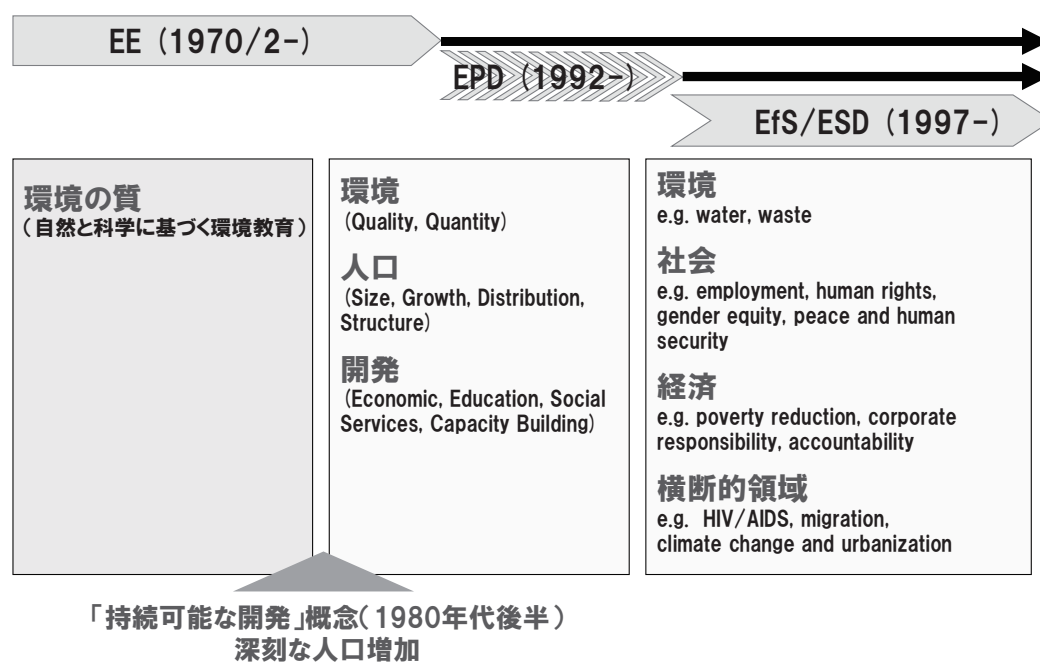 EE (1970/2-)
EPD (1992-)
EfS/ESD (1997-)
環境の質
(自然と科学に基づく環境教育)
環境
(Quality, Quantity)
人口
(Size, Growth, Distribution,
Structure)
開発
(Economic, Education, Social
Services, Capacity Building)
環境
e.g. water, waste
社会
e.g. employment, human rights,
gender equity, peace and human
security
経済
e.g. poverty reduction, corporate
responsibility, accountability
横断的領域
e.g. HIV/AIDS, migration,
climate change and urbanization
「持続可能な開発」概念(1980年代後半)
深刻な人口増加